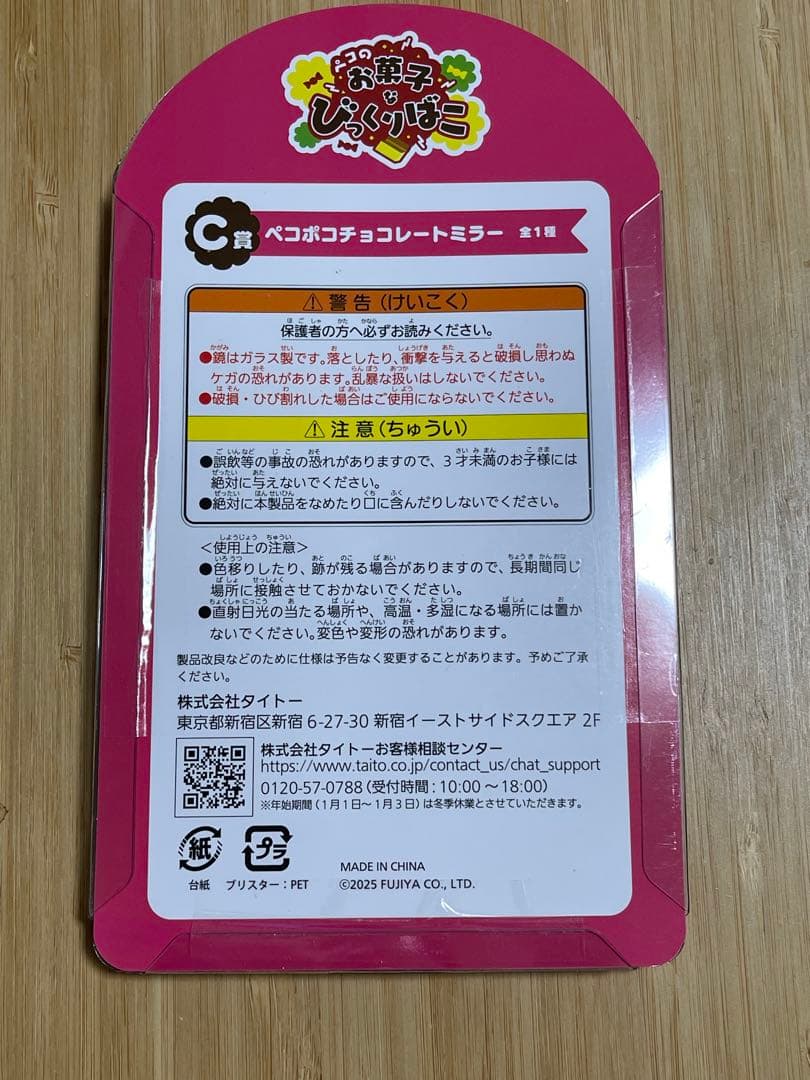 ペコの
お菓子
な
びっくりばこ
C賞 ペコポコチョコレートミラー 全1種
⚠警告(けいこく)
保護者の方へ必ずお読みください。
●鏡はガラス製です。落としたり、衝撃を与えると破損し思わぬ
ケガの恐れがあります。乱暴な扱いはしないでください。
●破損・ひび割れした場合はご使用にならないでください。
⚠注意(ちゅうい)
●誤飲等の事故の恐れがありますので、3才未満のお子様には
絶対に与えないでください。
●絶対に本製品をなめたり口に含んだりしないでください。
<使用上の注意>
●色移りしたり、跡が残る場合がありますので、長期間同じ
場所に接触させておかないでください。
●直射日光の当たる場所や、高温・多湿になる場所には置か
ないでください。変色や変形の恐れがあります。
製品改良などのために仕様は予告なく変更することがあります。予めご了承
ください。
株式会社タイトー
東京都新宿区新宿 6-27-30 新宿イーストサイドスクエア 2F
株式会社タイトーお客様相談センター
https://www.taito.co.jp/contact_us/chat_support
0120-57-0788(受付時間:10:00~18:00)
※年始期間(1月1日~1月3日)は冬季休業とさせていただきます。
紙 プラ
台紙 ブリスター:PET
MADE IN CHINA
©2025 FUJIYA CO., LTD.